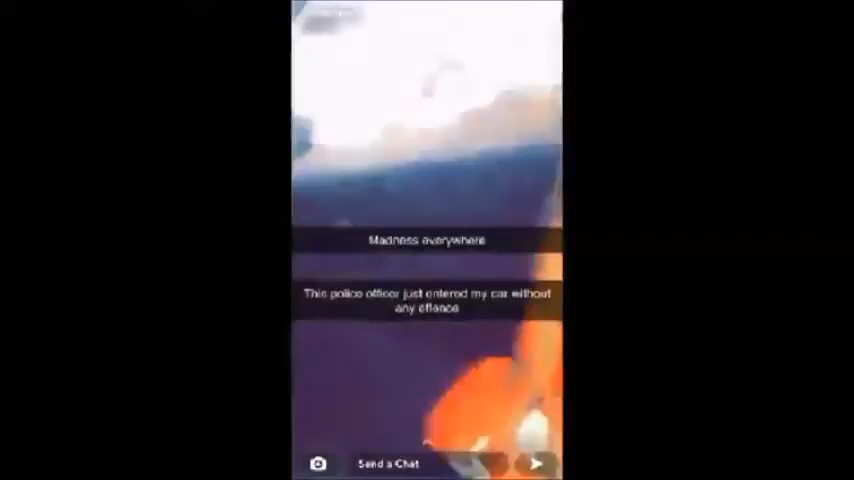 Madness everywhere
This police officer just entered my car without
any offence
Send a Chat